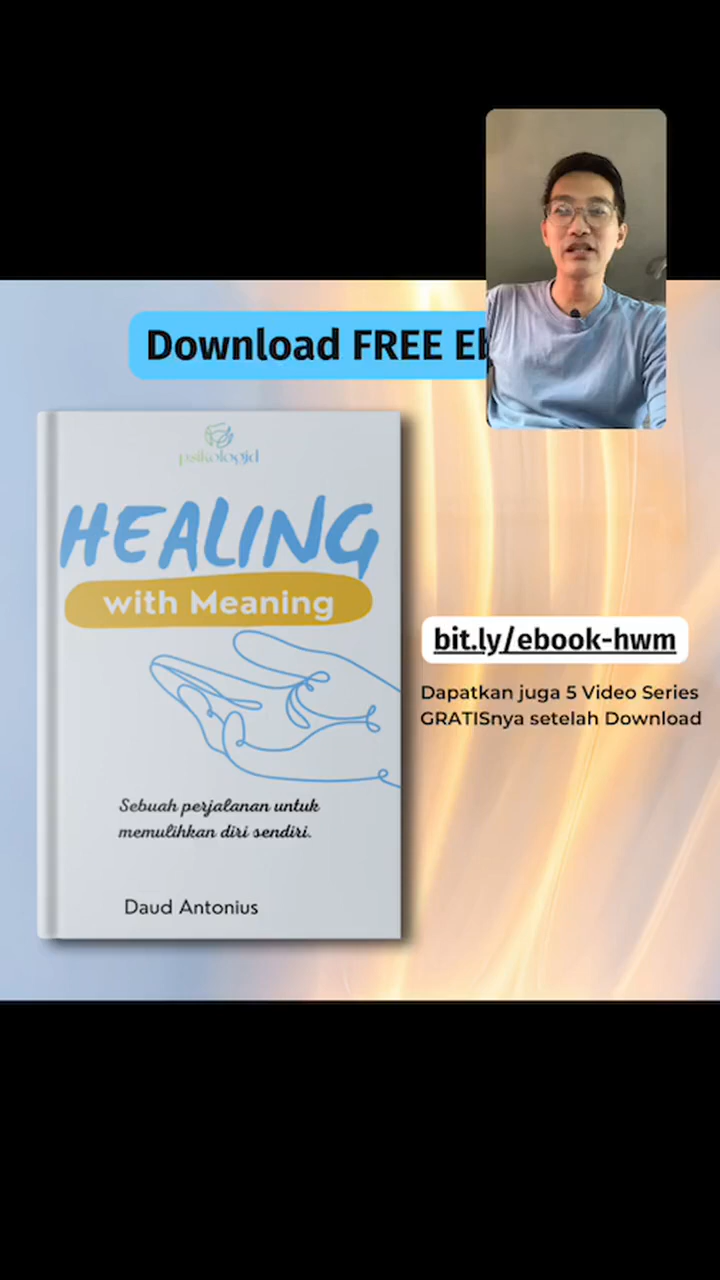 Download FREE
psikologid
HEALING
with Meaning
bit.ly/ebook-hwm
Dapatkan juga 5 Video Series
GRATISnya setelah Download
Sebuah perjalanan untuk
memulihkan diri sendiri.
Daud Antonius